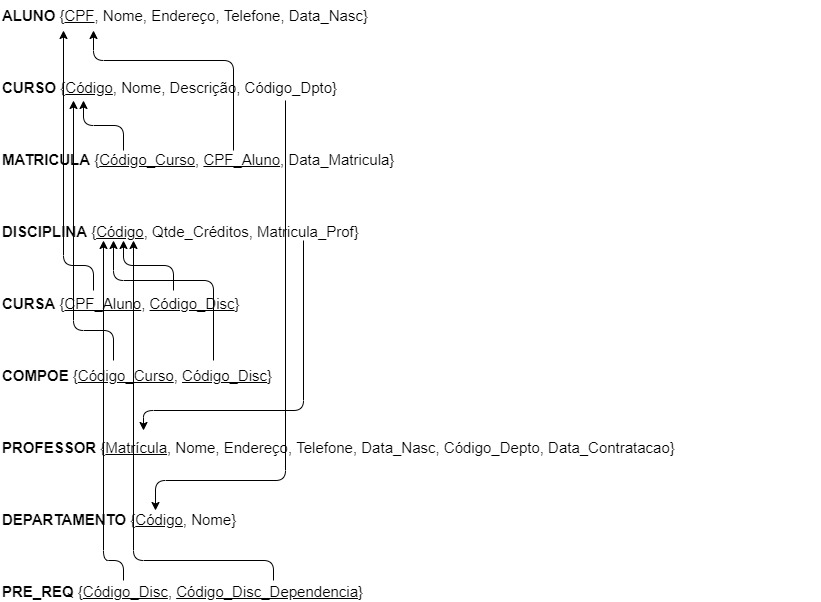 ALUNO {CPF, Nome, Endereço, Telefone, Data_Nasc}
CURSO {Código, Nome, Descrição, Código_Dpto}
MATRICULA {Código_Curso, CPF_Aluno, Data_Matricula}
DISCIPLINA {Código, Qtde_Créditos, Matricula_Prof}
CURSA {CPF_Aluno, Código_Disc}
COMPOE {Código_Curso, Código_Disc}
PROFESSOR {Matrícula, Nome, Endereço, Telefone, Data_Nasc, Código_Depto, Data_Contratacao}
DEPARTAMENTO {Código, Nome}
PRE_REQ {Código_Disc, Código_Disc_Dependencia}